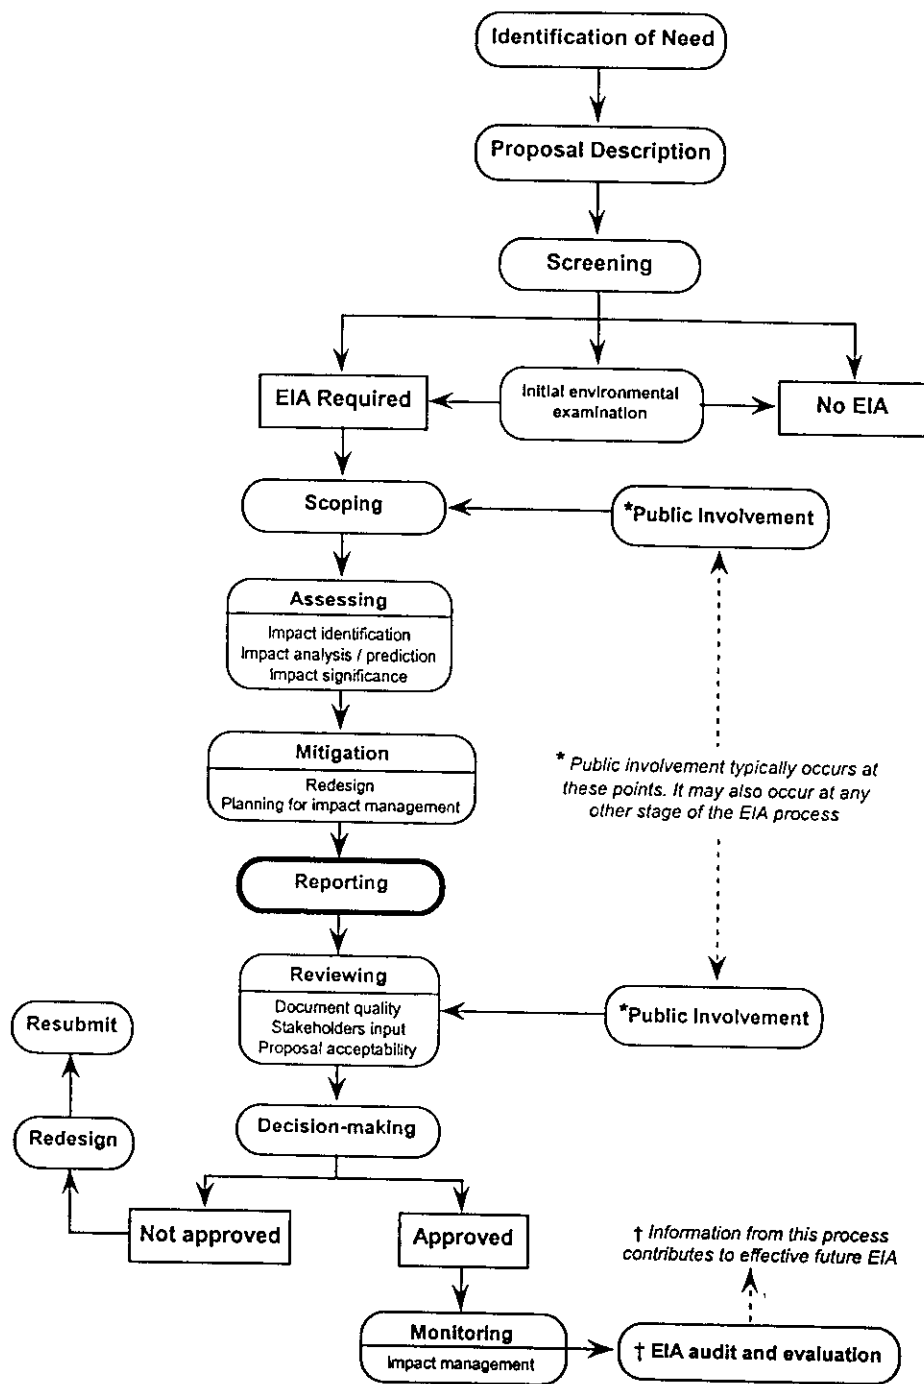 Identification of Need
Proposal Description
Screening
EIA Required
Initial environmental
examination
No EIA
Scoping
*Public Involvement
Assessing
Impact identification
Impact analysis / prediction
Impact significance
Mitigation
Redesign
Planning for impact management
* Public involvement typically occurs at
these points. It may also occur at any
other stage of the EIA process
Reporting
Reviewing
Document quality
Stakeholders input
Proposal acceptability
*Public Involvement
Resubmit
Redesign
Decision-making
Not approved
Approved
† Information from this process
contributes to effective future EIA
Monitoring
Impact management
† EIA audit and evaluation